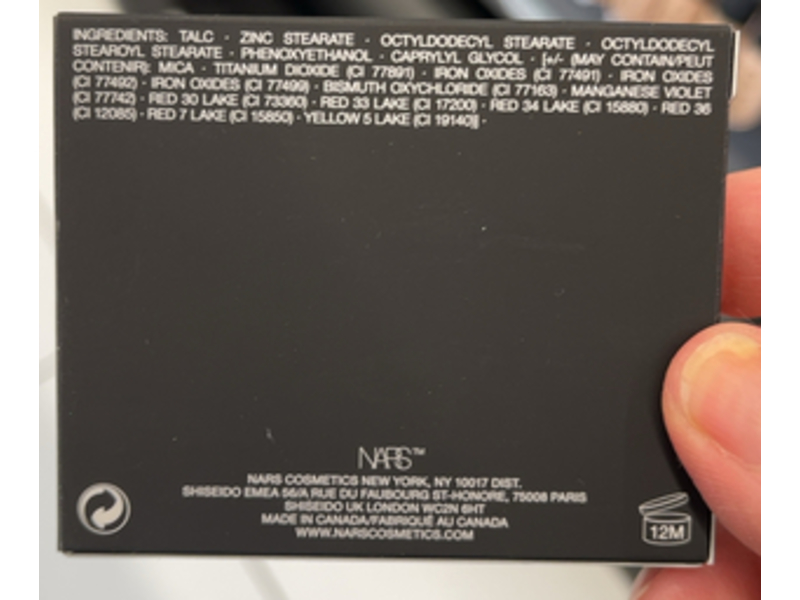 INGREDIENTS: TALC · ZINC STEARATE · OCTYLDODECYL STEARATE · OCTYLDODECYL
STEAROYL STEARATE · PHENOXYETHANOL · CAPRYLYL GLYCOL · [+/- (MAY CONTAIN/PEUT
CONTENIR): MICA · TITANIUM DIOXIDE (CI 77891) · IRON OXIDES (CI 77491) · IRON OXIDES
(CI 77492) · IRON OXIDES (CI 77499) · BISMUTH OXYCHLORIDE (CI 77163) · MANGANESE VIOLET
(CI 77742) · RED 30 LAKE (CI 73360) · RED 33 LAKE (CI 17200) · RED 34 LAKE (CI 15880) · RED 36
(CI 12085) · RED 7 LAKE (CI 15850) · YELLOW 5 LAKE (CI 19140)] ·
NARS™
NARS COSMETICS NEW YORK, NY 10017 DIST.
SHISEIDO EMEA 56/A RUE DU FAUBOURG ST-HONORE, 75008 PARIS
SHISEIDO UK LONDON WC2N 6HT
MADE IN CANADA/FABRIQUÉ AU CANADA
WWW.NARSCOSMETICS.COM
12M